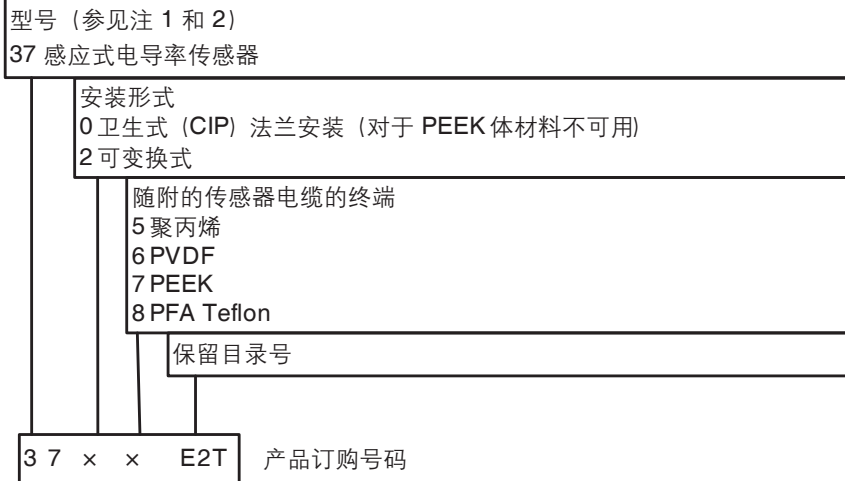 型号（参见注 1 和 2）
37 感应式电导率传感器
安装形式
0 卫生式（CIP）法兰安装（对于 PEEK 体材料不可用）
2 可变换式
随附的传感器电缆的终端
5 聚丙烯
6 PVDF
7 PEEK
8 PFA Teflon
保留目录号
3 7 × × E2T 产品订购号码